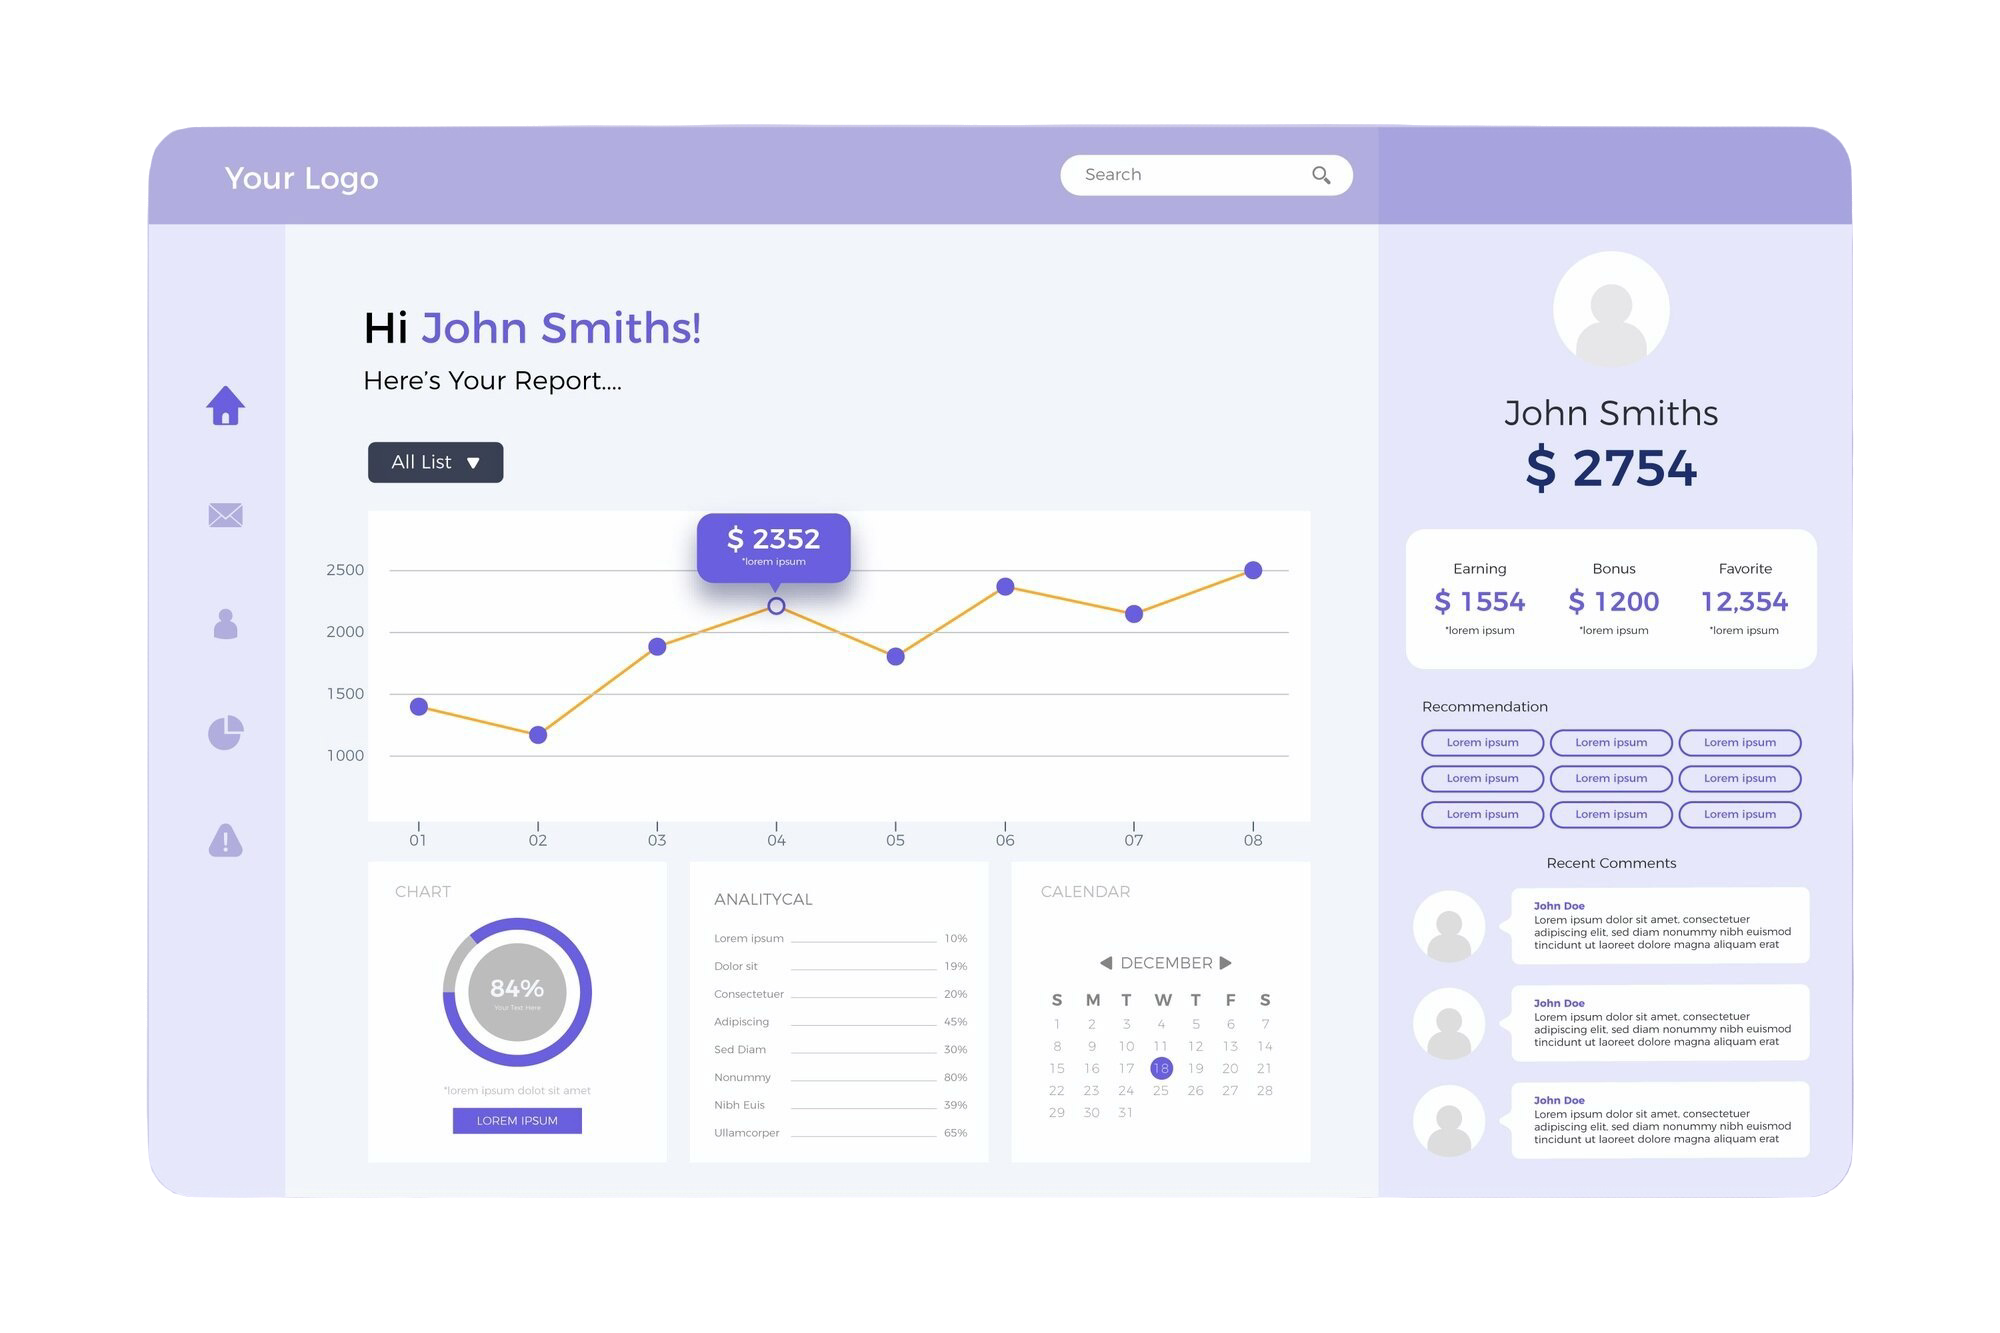 Your Logo
Search
Hi John Smiths!
Here's Your Report....
All List
$ 2352
*lorem ipsum
2500
2000
1500
1000
01 02 03 04 05 06 07 08
CHART
84%
Your Text Here
*lorem ipsum dolot sit amet
LOREM IPSUM
ANALITYCAL
Lorem ipsum 10%
Dolor sit 19%
Consectetuer 20%
Adipiscing 45%
Sed Diam 30%
Nonummy 80%
Nibh Euis 39%
Ullamcorper 65%
CALENDAR
DECEMBER
S M T W T F S
1 2 3 4 5 6 7
8 9 10 11 12 13 14
15 16 17 18 19 20 21
22 23 24 25 26 27 28
29 30 31
John Smiths
$ 2754
Earning Bonus Favorite
$ 1554 $ 1200 12,354
*lorem ipsum *lorem ipsum *lorem ipsum
Recommendation
Lorem ipsum Lorem ipsum Lorem ipsum
Lorem ipsum Lorem ipsum Lorem ipsum
Lorem ipsum Lorem ipsum Lorem ipsum
Recent Comments
John Doe
Lorem ipsum dolor sit amet, consectetuer
adipiscing elit, sed diam nonummy nibh euismod
tincidunt ut laoreet dolore magna aliquam erat
John Doe
Lorem ipsum dolor sit amet, consectetuer
adipiscing elit, sed diam nonummy nibh euismod
tincidunt ut laoreet dolore magna aliquam erat
John Doe
Lorem ipsum dolor sit amet, consectetuer
adipiscing elit, sed diam nonummy nibh euismod
tincidunt ut laoreet dolore magna aliquam erat